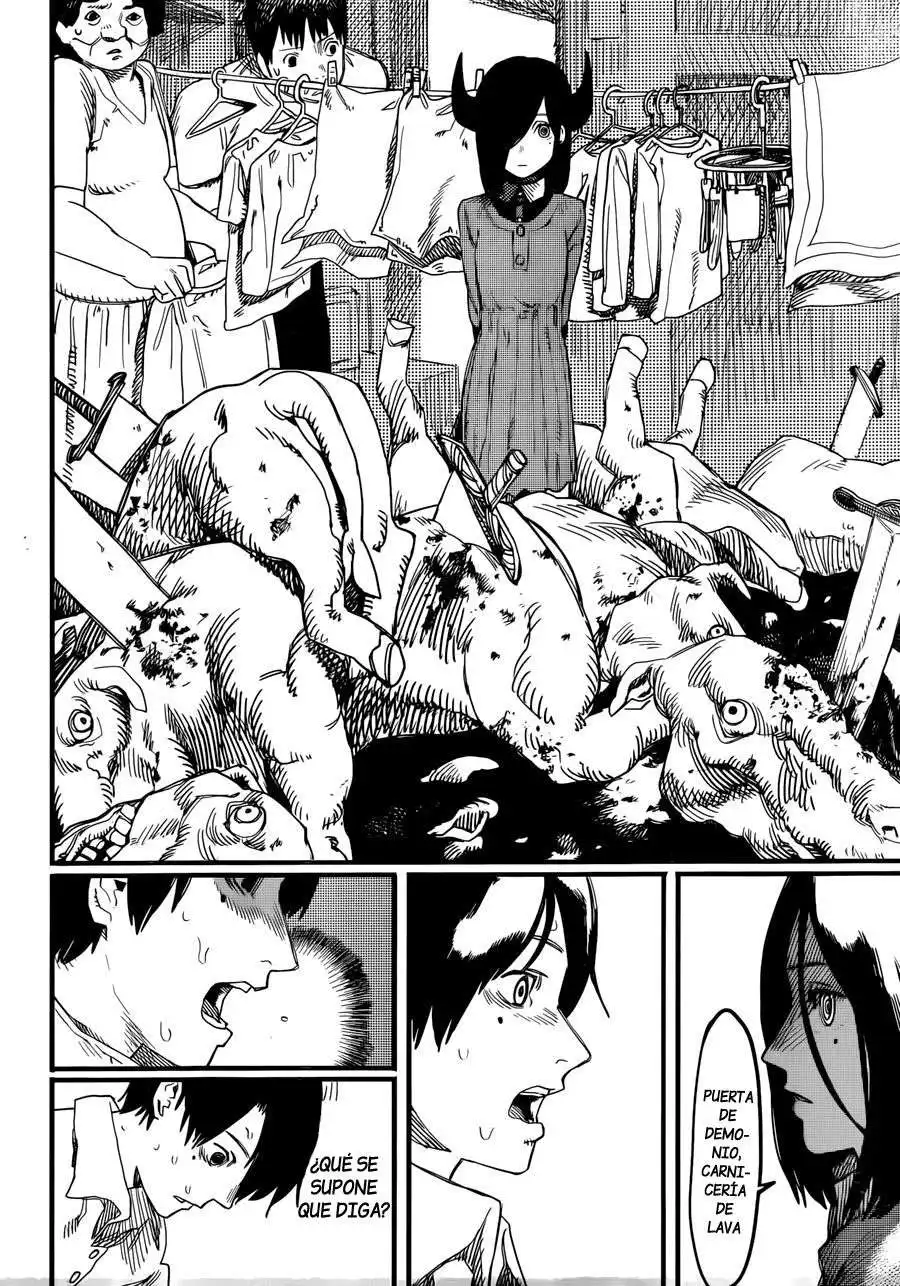 ¿QUÉ SE
SUPONE
QUE DIGA?
PUERTA
DE
DEMO-
NIO,
CARNI-
CERÍA
DE
LAVA